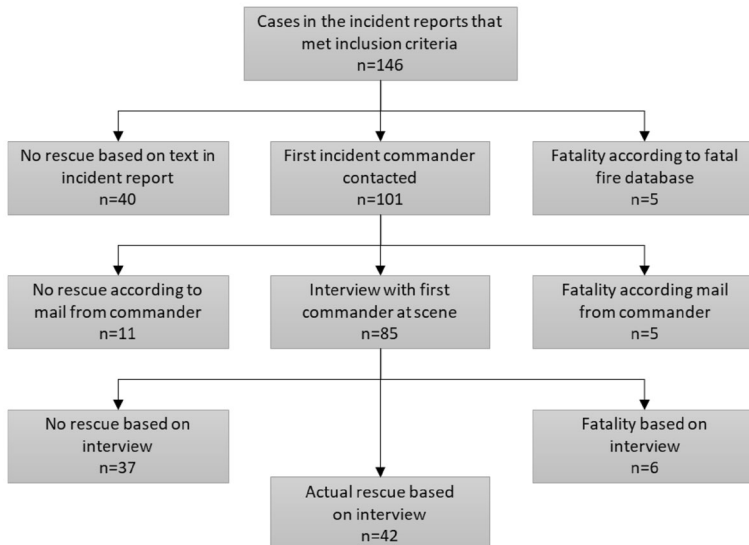 Cases in the incident reports that
met inclusion criteria
n=146
No rescue based on text in
incident report
n=40
First incident commander
contacted
n=101
Fatality according to fatal
fire database
n=5
No rescue according to
mail from commander
n=11
Interview with first
commander at scene
n=85
Fatality according mail
from commander
n=5
No rescue based on
interview
n=37
Fatality based on
interview
n=6
Actual rescue based
on interview
n=42